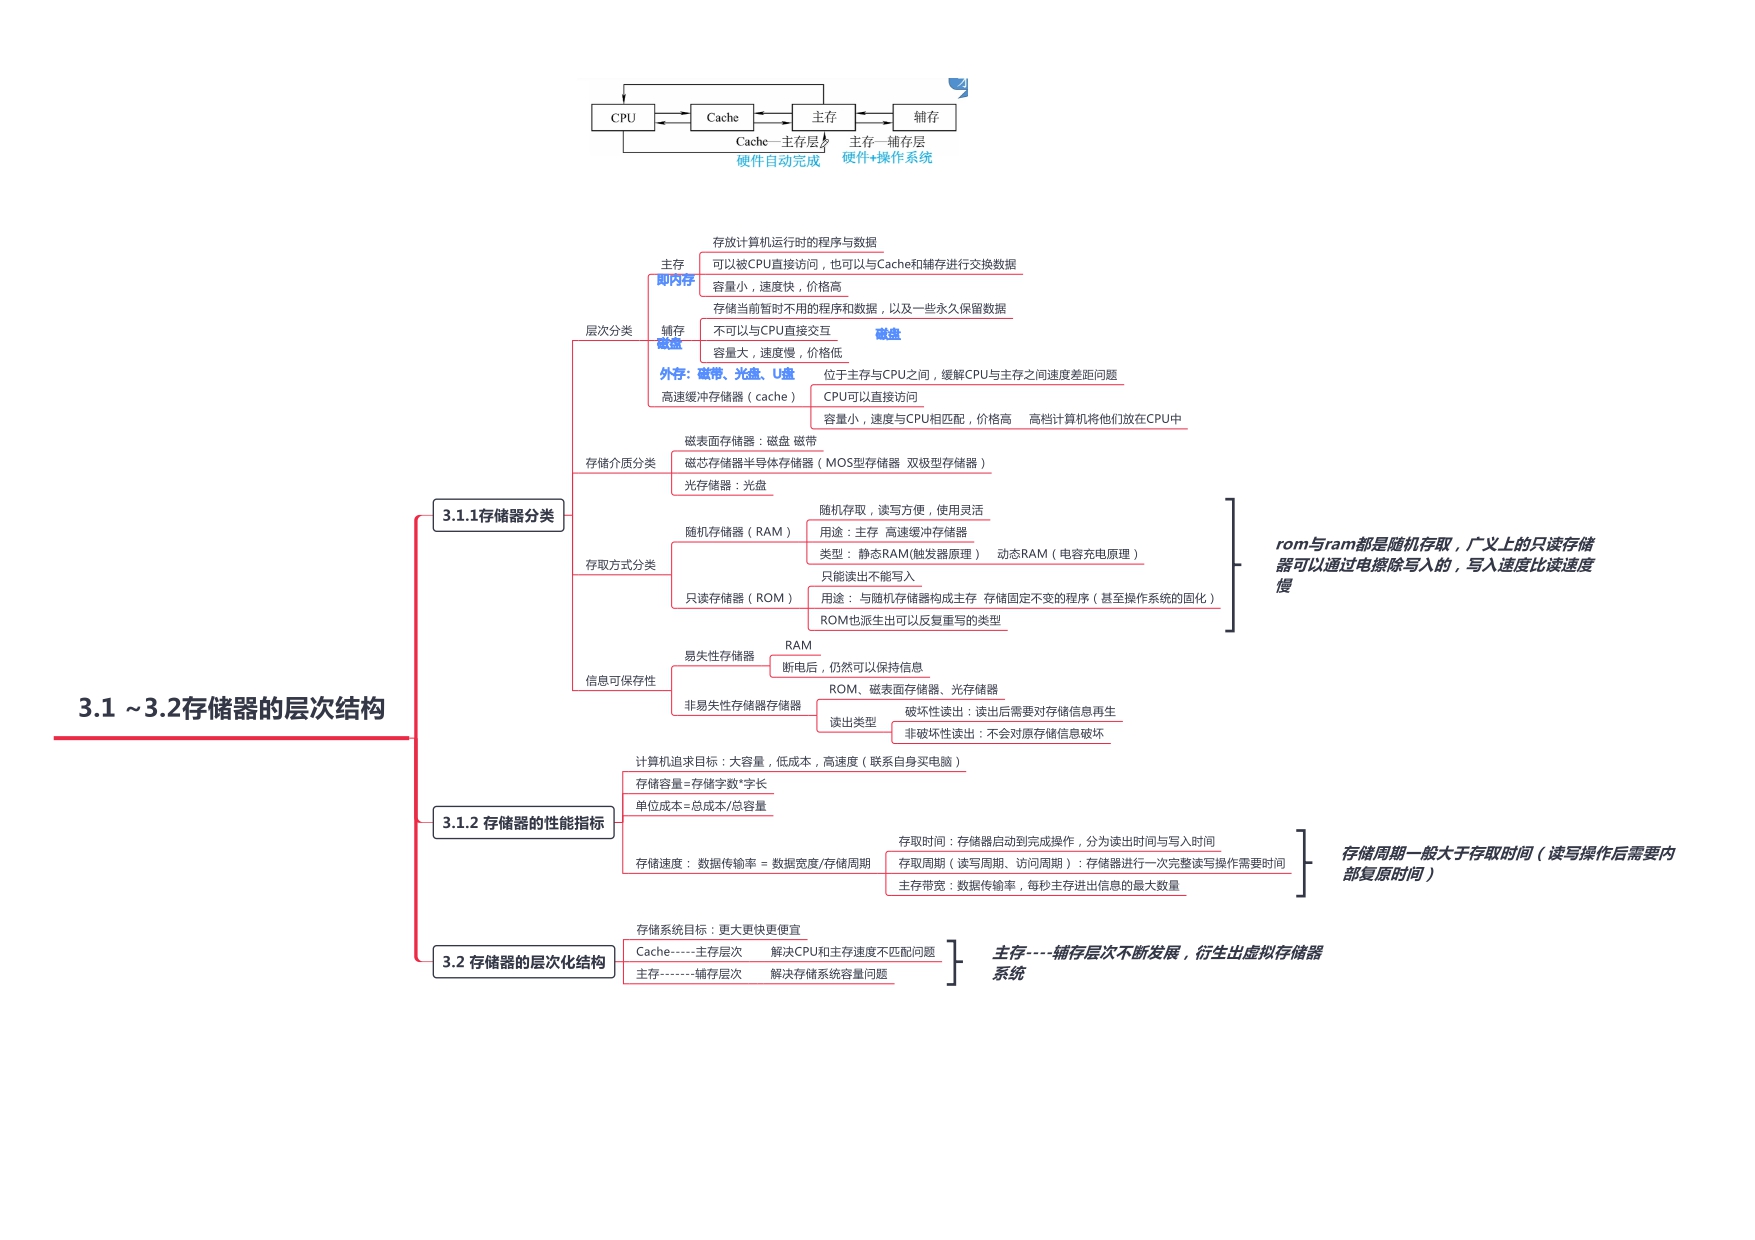 CPU
Cache
主存
辅存
Cache—主存层
主存—辅存层
硬件自动完成
硬件+操作系统
3.1 ~3.2存储器的层次结构
3.1.1存储器分类
层次分类
主存
即内存
存放计算机运行时的程序与数据
可以被CPU直接访问，也可以与Cache和辅存进行交换数据
容量小，速度快，价格高
辅存
磁盘
存储当前暂时不用的程序和数据，以及一些永久保留数据
不可以与CPU直接交互
磁盘
容量大，速度慢，价格低
外存：磁带、光盘、U盘
高速缓冲存储器（cache）
位于主存与CPU之间，缓解CPU与主存之间速度差距问题
CPU可以直接访问
容量小，速度与CPU相匹配，价格高 高档计算机将他们放在CPU中
存储介质分类
磁表面存储器：磁盘 磁带
磁芯存储器半导体存储器（MOS型存储器 双极型存储器）
光存储器：光盘
存取方式分类
随机存储器（RAM）
随机存取，读写方便，使用灵活
用途：主存 高速缓冲存储器
类型： 静态RAM(触发器原理） 动态RAM（电容充电原理）
只读存储器（ROM）
只能读出不能写入
用途： 与随机存储器构成主存 存储固定不变的程序（甚至操作系统的固化）
ROM也派生出可以反复重写的类型
rom与ram都是随机存取，广义上的只读存储
器可以通过电擦除写入的，写入速度比读速度
慢
信息可保存性
易失性存储器
RAM
断电后，仍然可以保持信息
非易失性存储器存储器
ROM、磁表面存储器、光存储器
读出类型
破坏性读出：读出后需要对存储信息再生
非破坏性读出：不会对原存储信息破坏
3.1.2 存储器的性能指标
计算机追求目标：大容量，低成本，高速度（联系自身买电脑）
存储容量=存储字数*字长
单位成本=总成本/总容量
存储速度： 数据传输率 = 数据宽度/存储周期
存取时间：存储器启动到完成操作，分为读出时间与写入时间
存取周期（读写周期、访问周期）：存储器进行一次完整读写操作需要时间
主存带宽：数据传输率，每秒主存进出信息的最大数量
存储周期一般大于存取时间（读写操作后需要内
部复原时间）
3.2 存储器的层次化结构
存储系统目标：更大更快更便宜
Cache-----主存层次 解决CPU和主存速度不匹配问题
主存-------辅存层次 解决存储系统容量问题
主存----辅存层次不断发展，衍生出虚拟存储器
系统